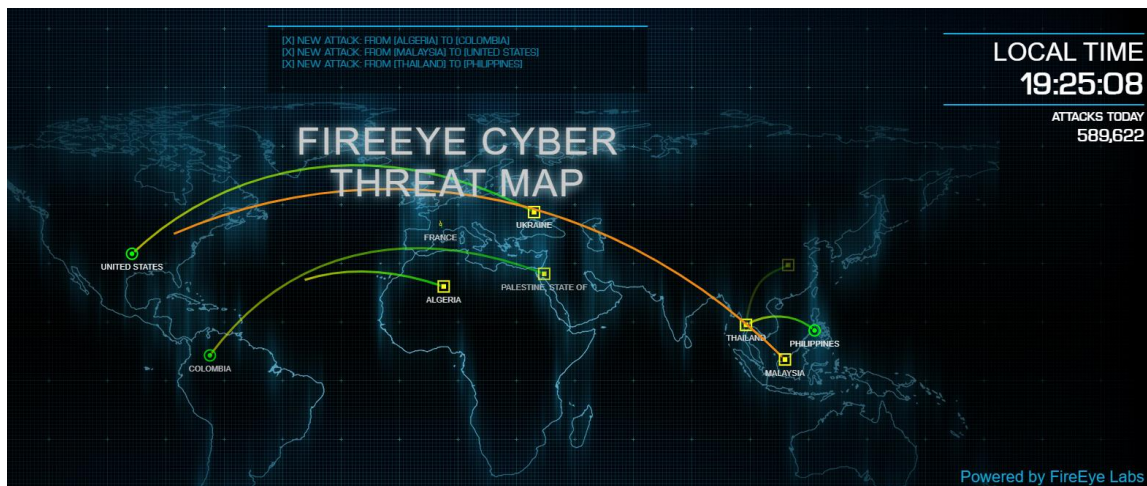 [X] NEW ATTACK: FROM [ALGERIA] TO [COLOMBIA]
[X] NEW ATTACK: FROM [MALAYSIA] TO [UNITED STATES]
[X] NEW ATTACK: FROM [THAILAND] TO [PHILIPPINES]
LOCAL TIME
19:25:08
ATTACKS TODAY
589,622
FIREEYE CYBER
THREAT MAP
UKRAINE
FRANCE
UNITED STATES
PALESTINE, STATE OF
ALGERIA
THAILAND
PHILIPPINES
COLOMBIA
MALAYSIA
Powered by FireEye Labs